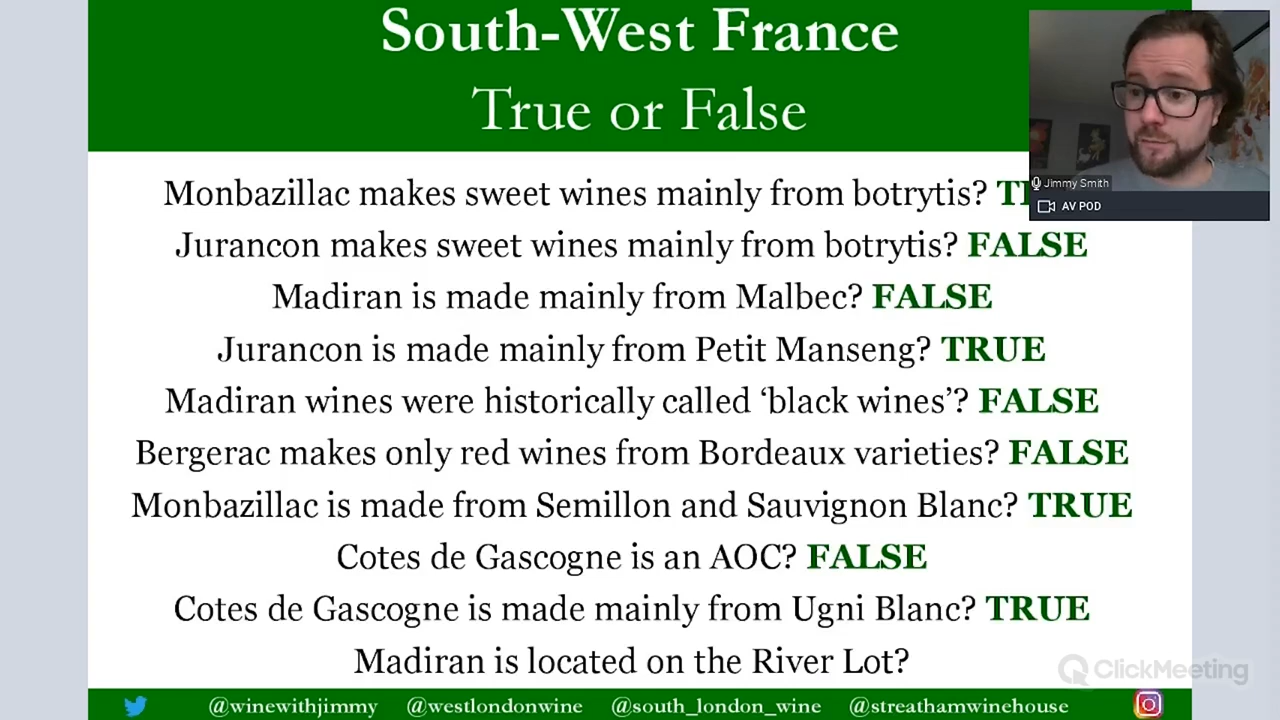 South-West France
True or False
Monbazillac makes sweet wines mainly from botrytis?
Jurancon makes sweet wines mainly from botrytis? FALSE
Madiran is made mainly from Malbec? FALSE
Jurancon is made mainly from Petit Manseng? TRUE
Madiran wines were historically called ‘black wines’? FALSE
Bergerac makes only red wines from Bordeaux varieties? FALSE
Monbazillac is made from Semillon and Sauvignon Blanc? TRUE
Cotes de Gascogne is an AOC? FALSE
Cotes de Gascogne is made mainly from Ugni Blanc? TRUE
Madiran is located on the River Lot?
@winewithjimmy @westlondonwine @south_london_wine @streathamwinehouse
Jimmy Smith
AV POD
ClickMeeting